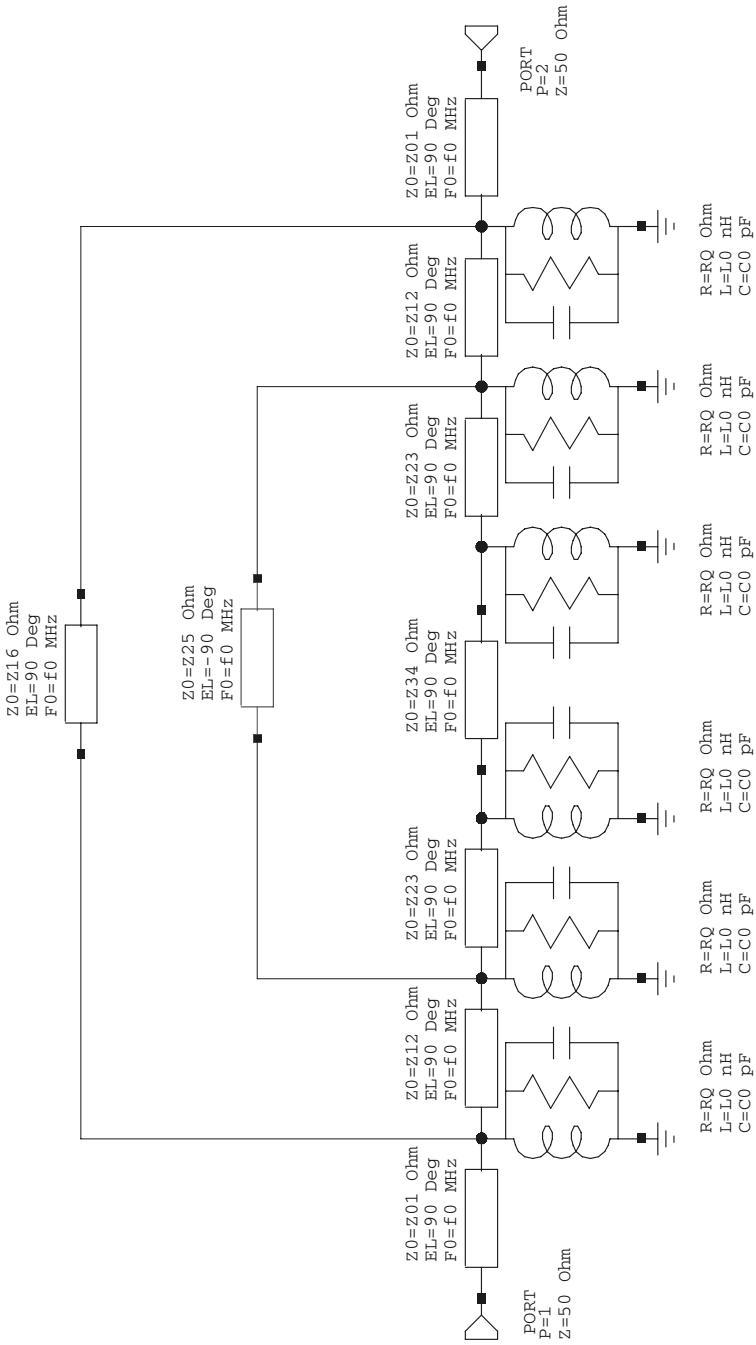 Z0=Z16 Ohm
EL=90 Deg
F0=f0 MHz
Z0=Z25 Ohm
EL=-90 Deg
F0=f0 MHz
Z0=Z01 Ohm
EL=90 Deg
F0=f0 MHz
Z0=Z12 Ohm
EL=90 Deg
F0=f0 MHz
Z0=Z23 Ohm
EL=90 Deg
F0=f0 MHz
Z0=Z34 Ohm
EL=90 Deg
F0=f0 MHz
Z0=Z23 Ohm
EL=90 Deg
F0=f0 MHz
Z0=Z12 Ohm
EL=90 Deg
F0=f0 MHz
Z0=Z01 Ohm
EL=90 Deg
F0=f0 MHz
PORT
P=1
Z=50 Ohm
PORT
P=2
Z=50 Ohm
R=RQ Ohm
L=L0 nH
C=C0 pF
R=RQ Ohm
L=L0 nH
C=C0 pF
R=RQ Ohm
L=L0 nH
C=C0 pF
R=RQ Ohm
L=L0 nH
C=C0 pF
R=RQ Ohm
L=L0 nH
C=C0 pF
R=RQ Ohm
L=L0 nH
C=C0 pF